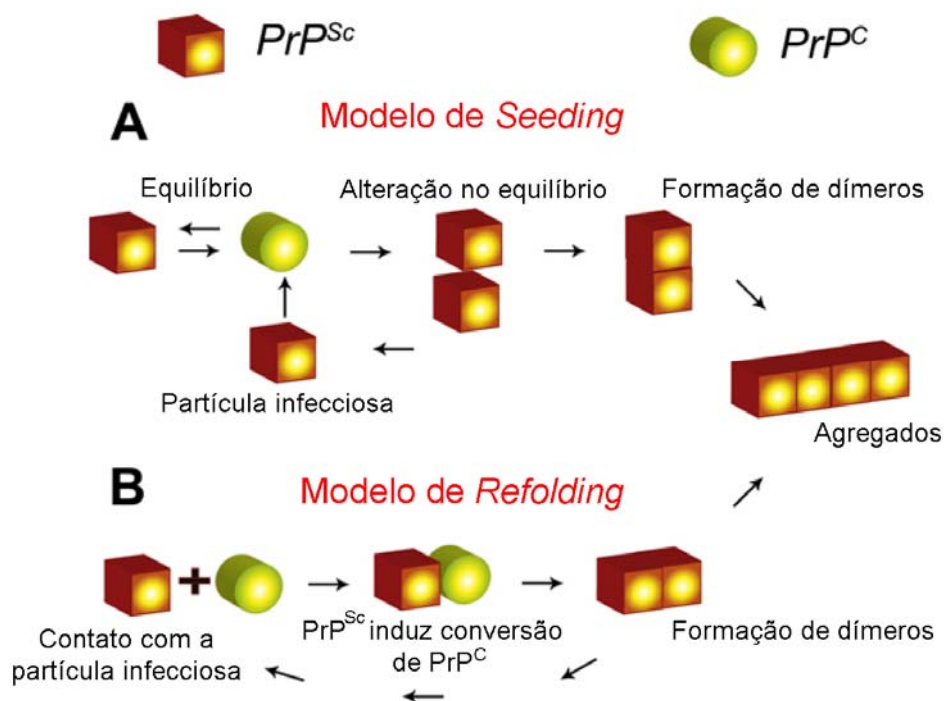 PrP^Sc
PrP^C
A
Modelo de Seeding
Equilíbrio
Alteração no equilíbrio
Formação de dímeros
Partícula infecciosa
Agregados
B
Modelo de Refolding
+
Contato com a
partícula infecciosa
PrP^Sc induz conversão
de PrP^C
Formação de dímeros